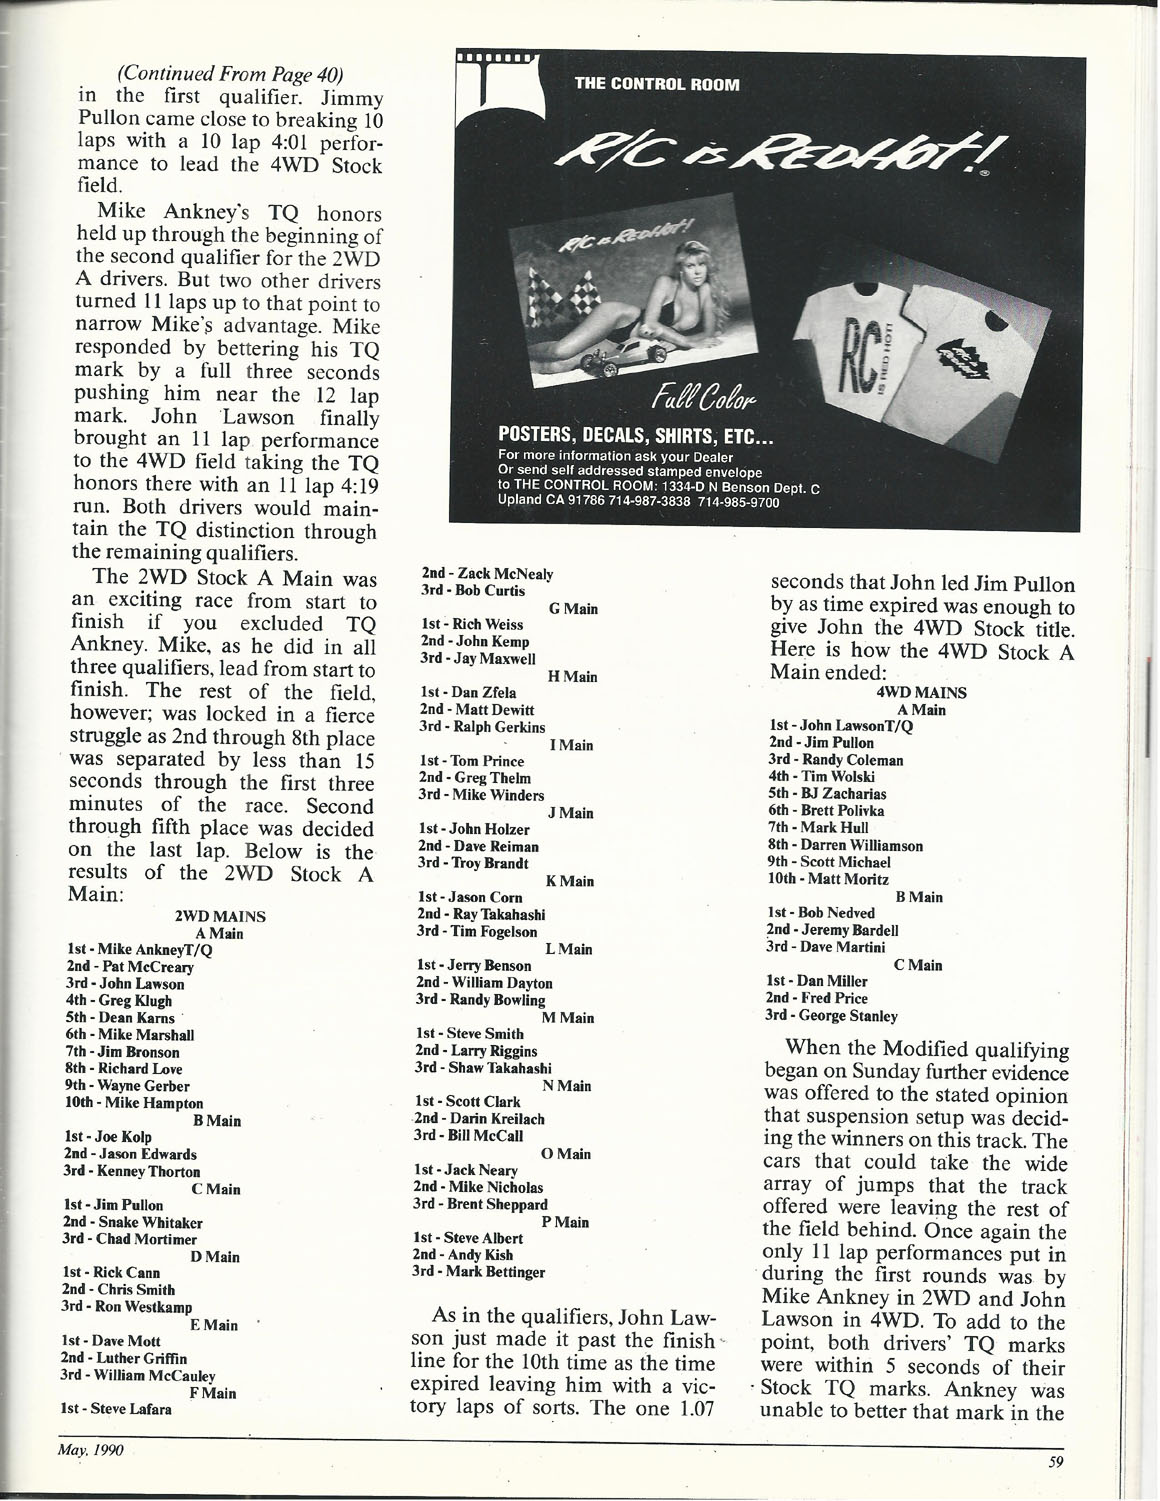 (Continued From Page 40)
in the first qualifier. Jimmy
Pullon came close to breaking 10
laps with a 10 lap 4:01 perfor-
mance to lead the 4WD Stock
field.
Mike Ankney's TQ honors
held up through the beginning of
the second qualifier for the 2WD
A drivers. But two other drivers
turned 11 laps up to that point to
narrow Mike's advantage. Mike
responded by bettering his TQ
mark by a full three seconds
pushing him near the 12 lap
mark. John Lawson finally
brought an 11 lap performance
to the 4WD field taking the TQ
honors there with an 11 lap 4:19
run. Both drivers would main-
tain the TQ distinction through
the remaining qualifiers.
The 2WD Stock A Main was
an exciting race from start to
finish if you excluded TQ
Ankney. Mike, as he did in all
three qualifiers, lead from start to
finish. The rest of the field,
however; was locked in a fierce
struggle as 2nd through 8th place
was separated by less than 15
seconds through the first three
minutes of the race. Second
through fifth place was decided
on the last lap. Below is the
results of the 2WD Stock A
Main:
2WD MAINS
A Main
1st - Mike AnkneyT/Q
2nd - Pat McCreary
3rd - John Lawson
4th - Greg Klugh
5th - Dean Karns
6th - Mike Marshall
7th - Jim Bronson
8th - Richard Love
9th - Wayne Gerber
10th - Mike Hampton
B Main
1st - Joe Kolp
2nd - Jason Edwards
3rd - Kenney Thorton
C Main
1st - Jim Pullon
2nd - Snake Whitaker
3rd - Chad Mortimer
D Main
1st - Rick Cann
2nd - Chris Smith
3rd - Ron Westkamp
E Main
1st - Dave Mott
2nd - Luther Griffin
3rd - William McCauley
F Main
1st - Steve Lafara
THE CONTROL ROOM
R/C is RedHot!®
R/C is RedHot!
RC
IS RED HOT!
Full Color
POSTERS, DECALS, SHIRTS, ETC...
For more information ask your Dealer
Or send self addressed stamped envelope
to THE CONTROL ROOM: 1334-D N Benson Dept. C
Upland CA 91786 714-987-3838 714-985-9700
2nd - Zack McNealy
3rd - Bob Curtis
G Main
1st - Rich Weiss
2nd - John Kemp
3rd - Jay Maxwell
H Main
1st - Dan Zfela
2nd - Matt Dewitt
3rd - Ralph Gerkins
I Main
1st - Tom Prince
2nd - Greg Thelm
3rd - Mike Winders
J Main
1st - John Holzer
2nd - Dave Reiman
3rd - Troy Brandt
K Main
1st - Jason Corn
2nd - Ray Takahashi
3rd - Tim Fogelson
L Main
1st - Jerry Benson
2nd - William Dayton
3rd - Randy Bowling
M Main
1st - Steve Smith
2nd - Larry Riggins
3rd - Shaw Takahashi
N Main
1st - Scott Clark
2nd - Darin Kreilach
3rd - Bill McCall
O Main
1st - Jack Neary
2nd - Mike Nicholas
3rd - Brent Sheppard
P Main
1st - Steve Albert
2nd - Andy Kish
3rd - Mark Bettinger
As in the qualifiers, John Law-
son just made it past the finish
line for the 10th time as the time
expired leaving him with a vic-
tory laps of sorts. The one 1.07
seconds that John led Jim Pullon
by as time expired was enough to
give John the 4WD Stock title.
Here is how the 4WD Stock A
Main ended:
4WD MAINS
A Main
1st - John LawsonT/Q
2nd - Jim Pullon
3rd - Randy Coleman
4th - Tim Wolski
5th - BJ Zacharias
6th - Brett Polivka
7th - Mark Hull
8th - Darren Williamson
9th - Scott Michael
10th - Matt Moritz
B Main
1st - Bob Nedved
2nd - Jeremy Bardell
3rd - Dave Martini
C Main
1st - Dan Miller
2nd - Fred Price
3rd - George Stanley
When the Modified qualifying
began on Sunday further evidence
was offered to the stated opinion
that suspension setup was decid-
ing the winners on this track. The
cars that could take the wide
array of jumps that the track
offered were leaving the rest of
the field behind. Once again the
only 11 lap performances put in
during the first rounds was by
Mike Ankney in 2WD and John
Lawson in 4WD. To add to the
point, both drivers' TQ marks
were within 5 seconds of their
Stock TQ marks. Ankney was
unable to better that mark in the
May, 1990
59